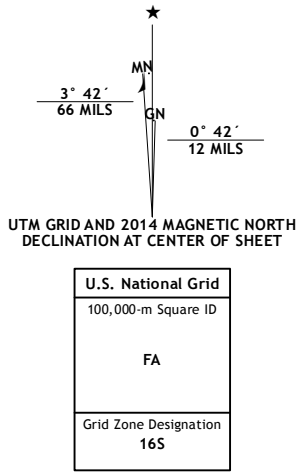 ★
MN
GN
3° 42´
66 MILS
0° 42´
12 MILS
UTM GRID AND 2014 MAGNETIC NORTH
DECLINATION AT CENTER OF SHEET
U.S. National Grid
100,000-m Square ID
FA
Grid Zone Designation
16S